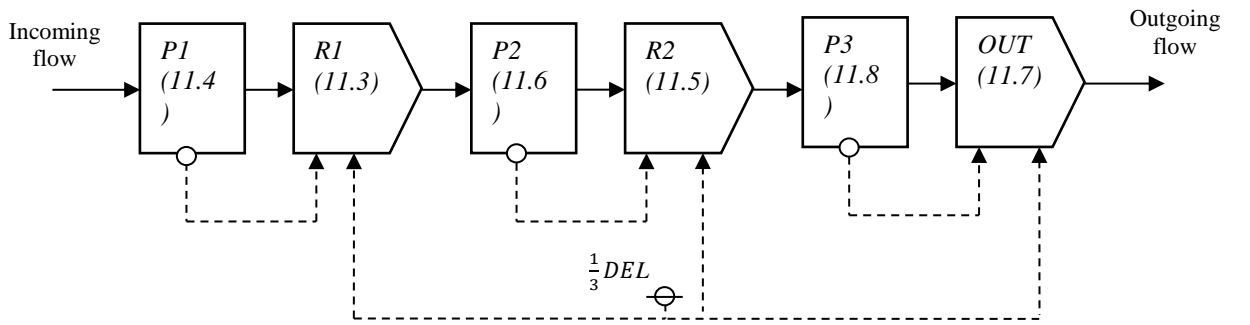 Incoming
flow
P1
(11.4
)
R1
(11.3)
P2
(11.6
)
R2
(11.5)
P3
(11.8
)
OUT
(11.7)
Outgoing
flow
1/3 DEL